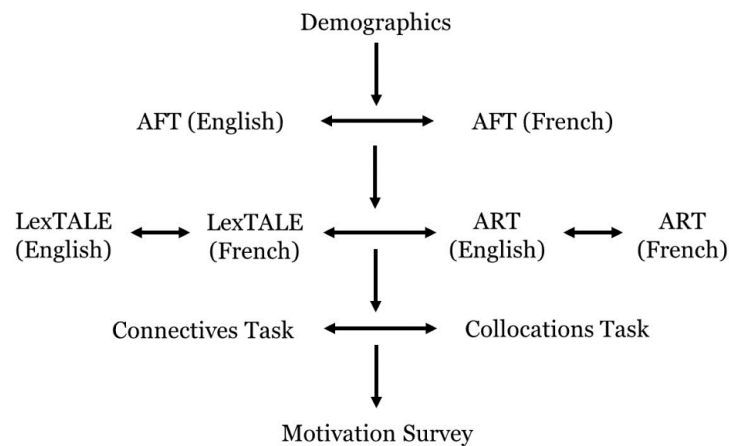 Demographics
AFT (English) AFT (French)
LexTALE LexTALE ART ART
(English) (French) (English) (French)
Connectives Task Collocations Task
Motivation Survey